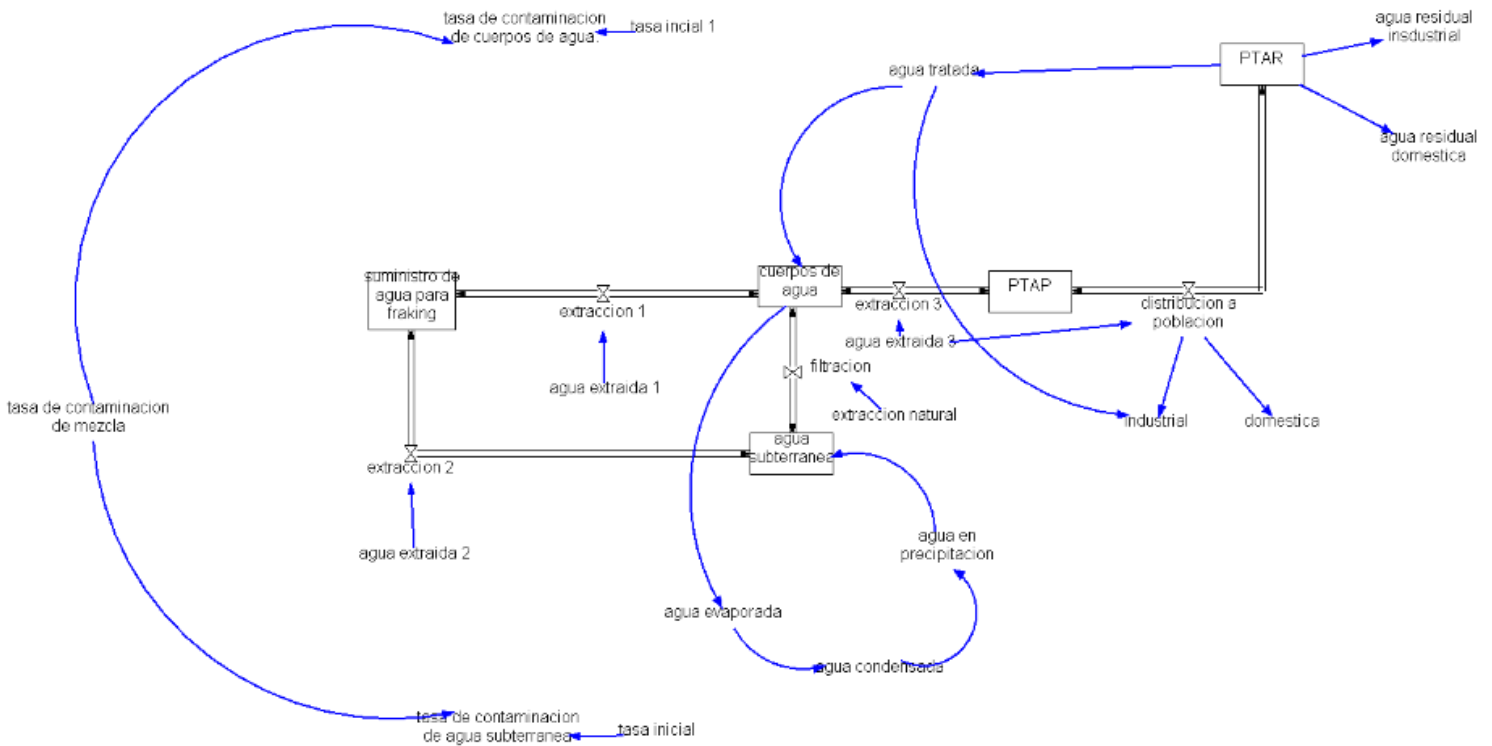 tasa de contaminacion
de cuerpos de agua.
tasa incial 1
agua residual
insdustrial
PTAR
agua tratada
agua residual
domestica
suministro de
agua para
fraking
extraccion 1
cuerpos de
agua
extraccion 3
PTAP
distribucion a
poblacion
agua extraida 3
agua extraida 1
filtracion
extraccion natural
industrial
domestica
tasa de contaminacion
de mezcla
extraccion 2
agua
subterranea
agua extraida 2
agua en
precipitacion
agua evaporada
agua condensada
tasa de contaminacion
de agua subterranea
tasa inicial